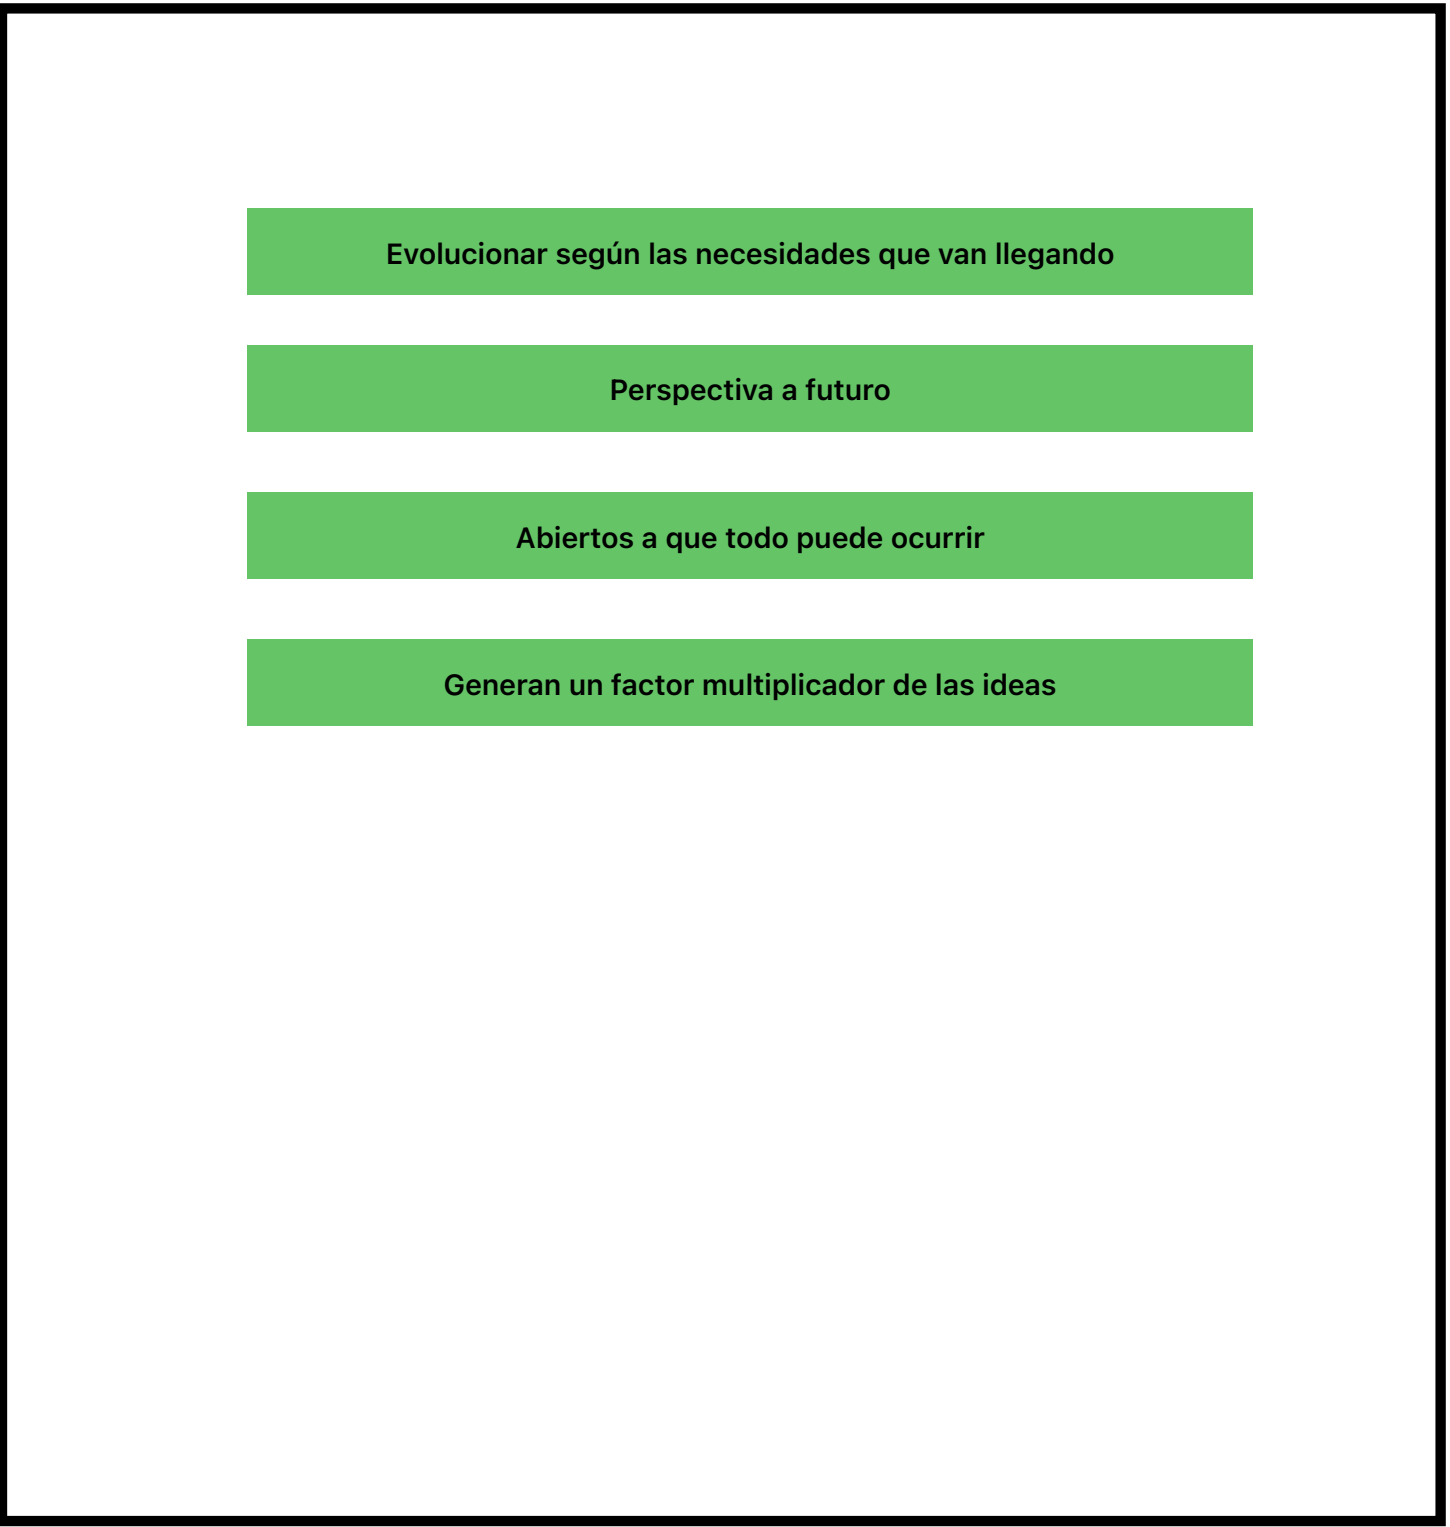 Evolucionar según las necesidades que van llegando
Perspectiva a futuro
Abiertos a que todo puede ocurrir
Generan un factor multiplicador de las ideas